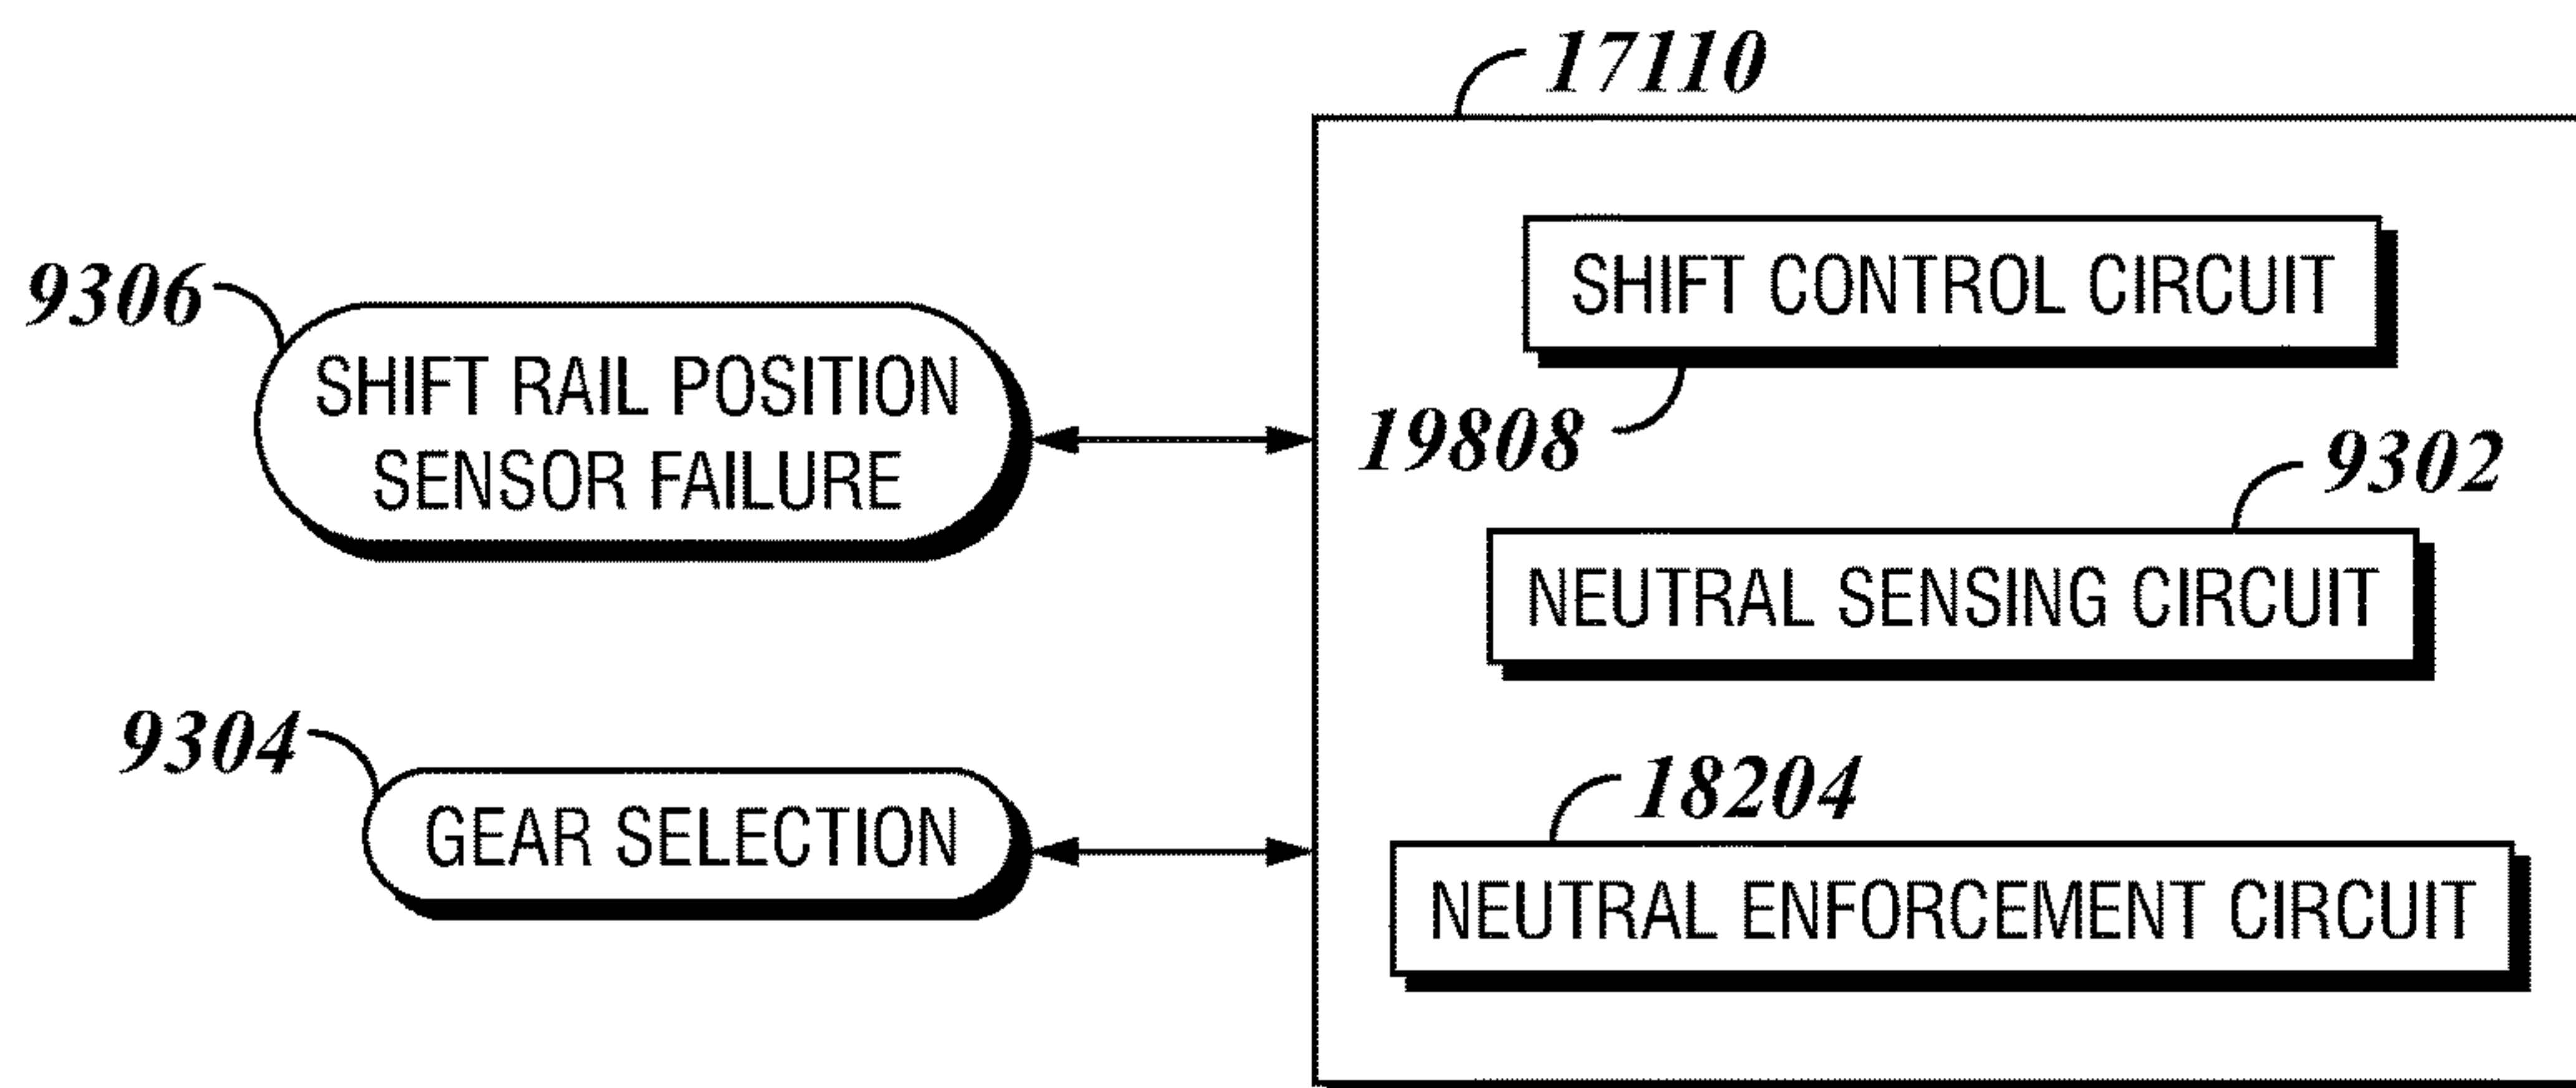 17110
SHIFT CONTROL CIRCUIT
9306
SHIFT RAIL POSITION
SENSOR FAILURE
19808
9302
NEUTRAL SENSING CIRCUIT
9304
18204
GEAR SELECTION
NEUTRAL ENFORCEMENT CIRCUIT